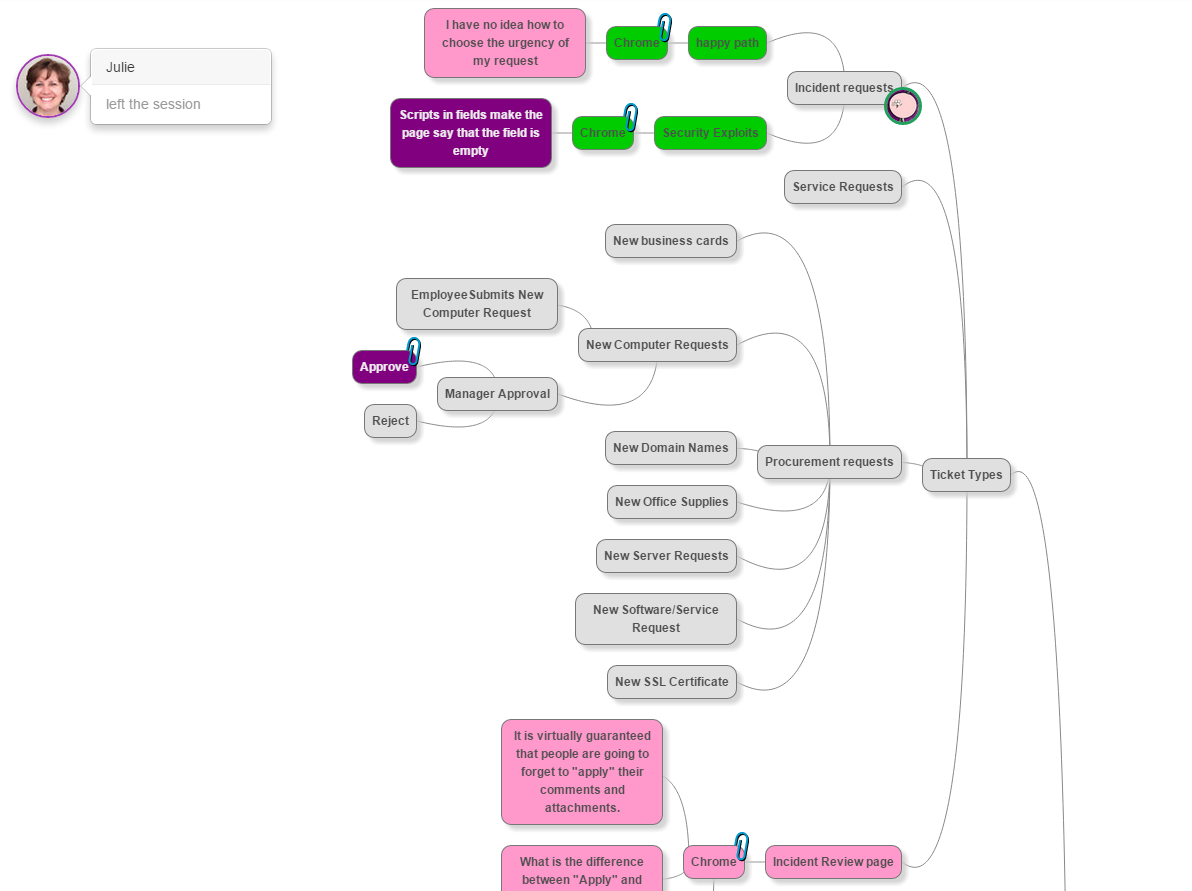 I have no idea how to
choose the urgency of
my request
Chrome
happy path
Julie
left the session
Incident requests
Scripts in fields make the
page say that the field is
empty
Chrome
Security Exploits
Service Requests
New business cards
EmployeeSubmits New
Computer Request
New Computer Requests
Approve
Manager Approval
Reject
New Domain Names
Procurement requests
Ticket Types
New Office Supplies
New Server Requests
New Software/Service
Request
New SSL Certificate
It is virtually guaranteed
that people are going to
forget to "apply" their
comments and
attachments.
What is the difference
between "Apply" and
Chrome
Incident Review page